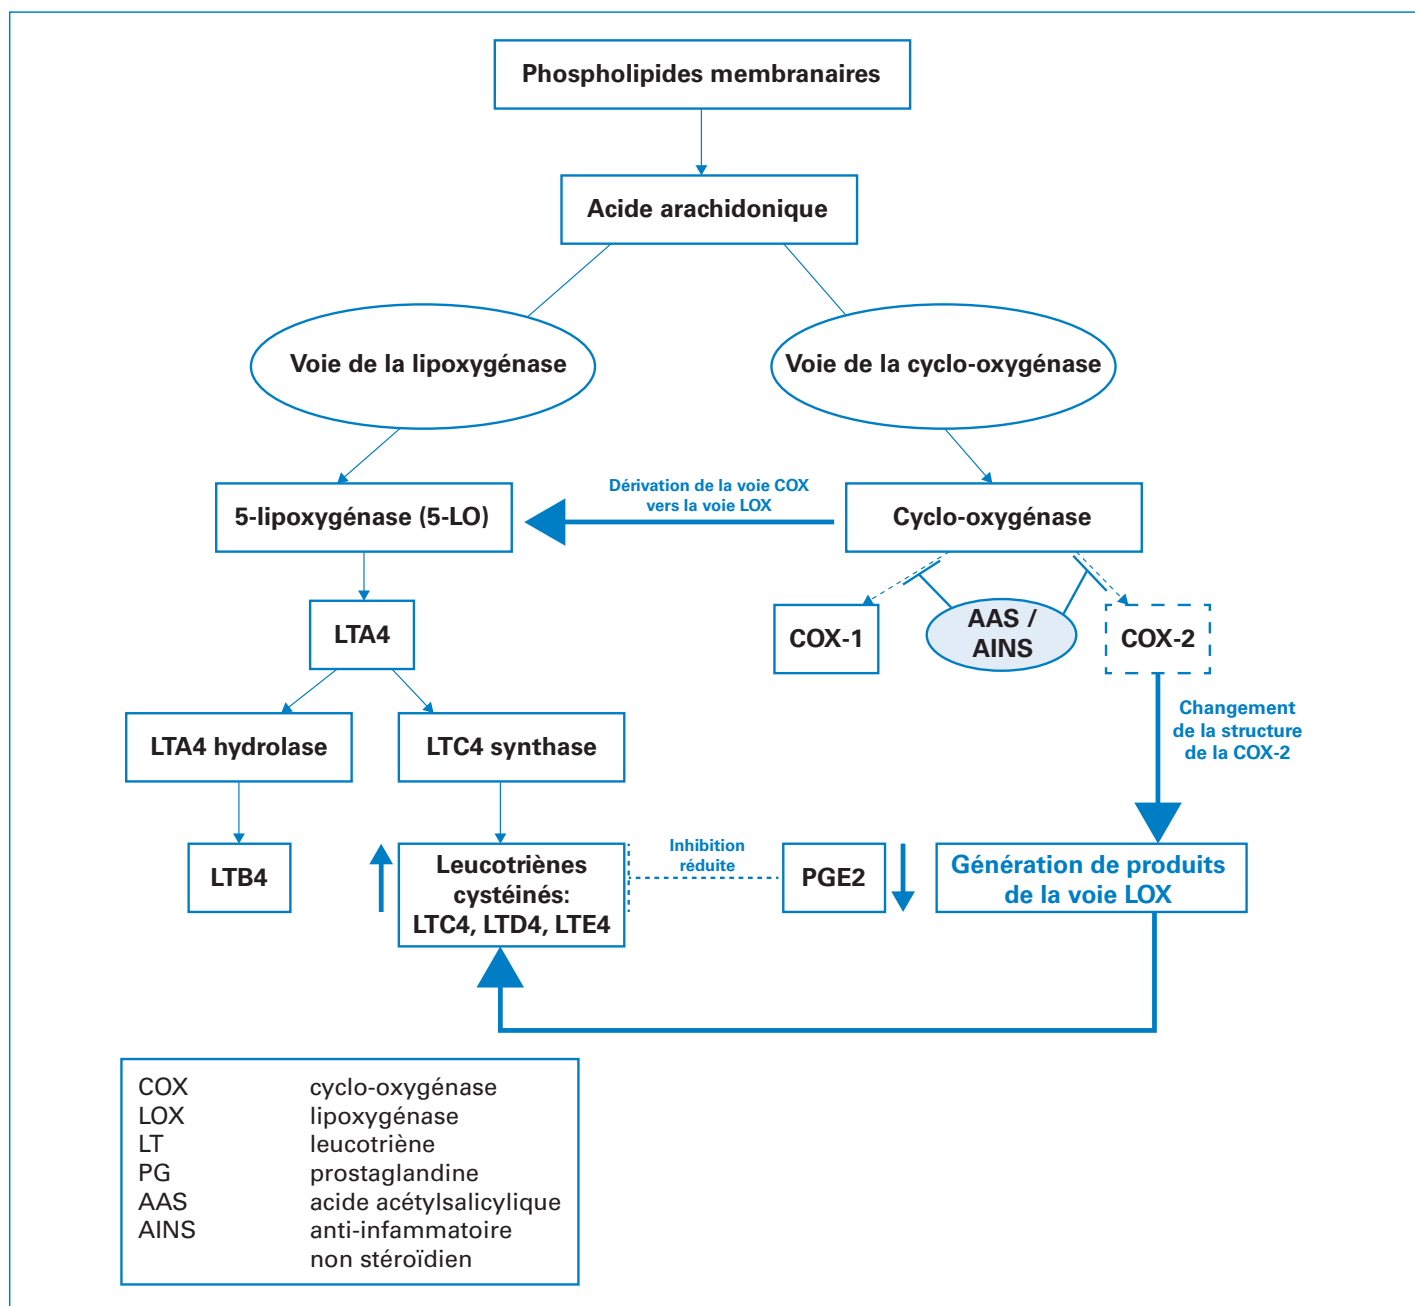 Phospholipides membranaires
Acide arachidonique
Voie de la lipoxygénase
Voie de la cyclo-oxygénase
Dérivation de la voie COX
vers la voie LOX
5-lipoxygénase (5-LO)
Cyclo-oxygénase
LTA4
COX-1
AAS /
AINS
COX-2
LTA4 hydrolase
LTC4 synthase
Changement
de la structure
de la COX-2
LTB4
Leucotriènes
cystéinés:
LTC4, LTD4, LTE4
Inhibition
réduite
PGE2
Génération de produits
de la voie LOX
COX cyclo-oxygénase
LOX lipoxygénase
LT leucotriène
PG prostaglandine
AAS acide acétylsalicylique
AINS anti-infammatoire
non stéroïdien